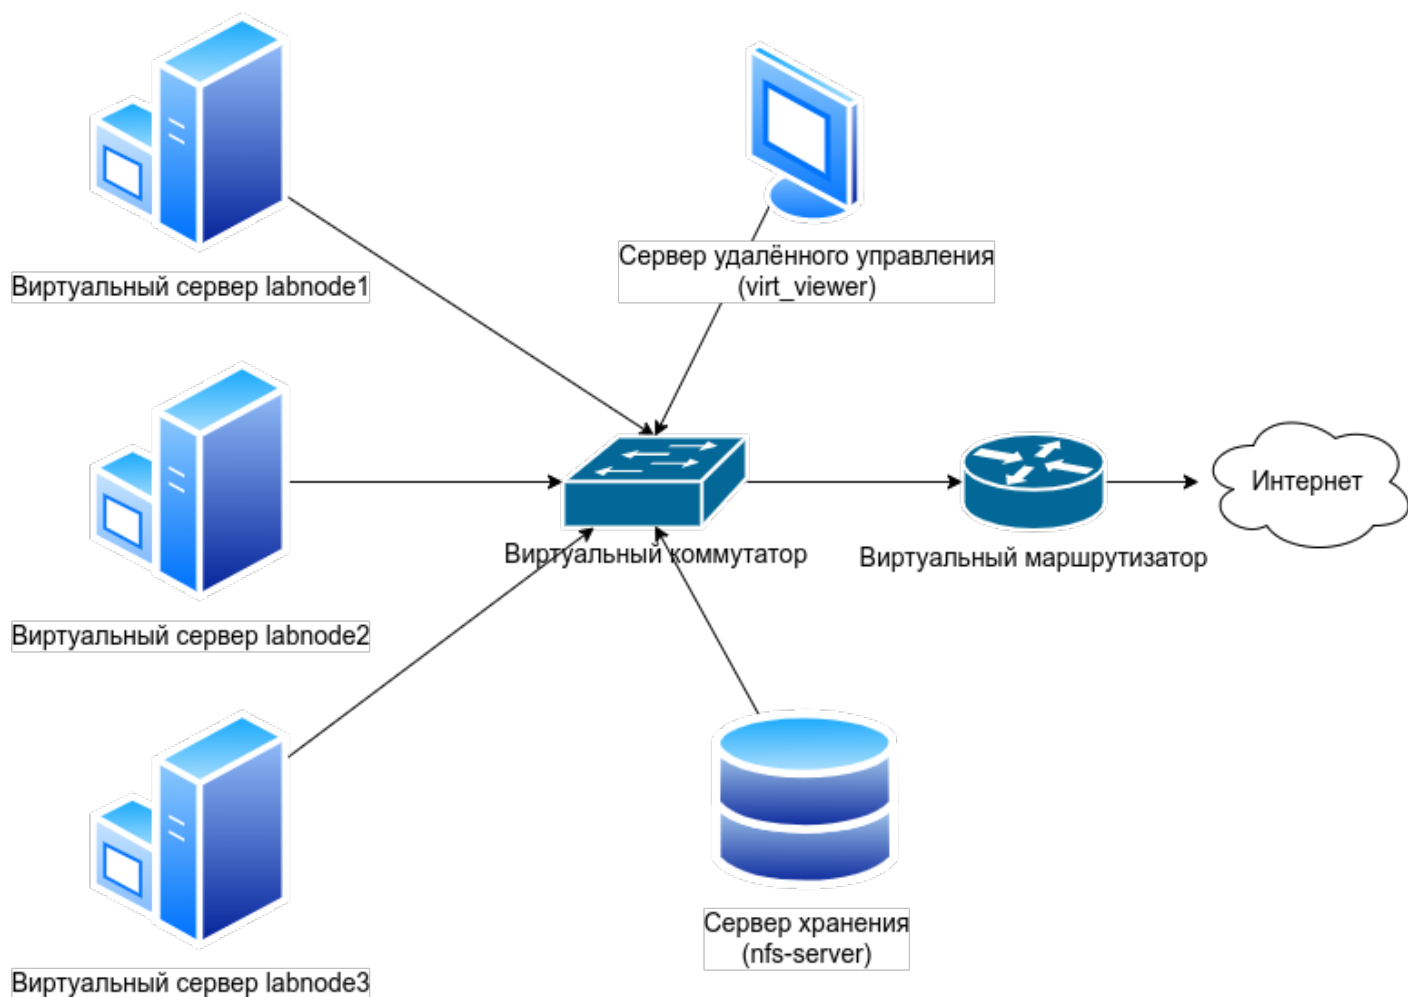 Виртуальный сервер labnode1
Сервер удалённого управления
(virt_viewer)
Виртуальный коммутатор
Виртуальный маршрутизатор
Интернет
Виртуальный сервер labnode2
Сервер хранения
(nfs-server)
Виртуальный сервер labnode3